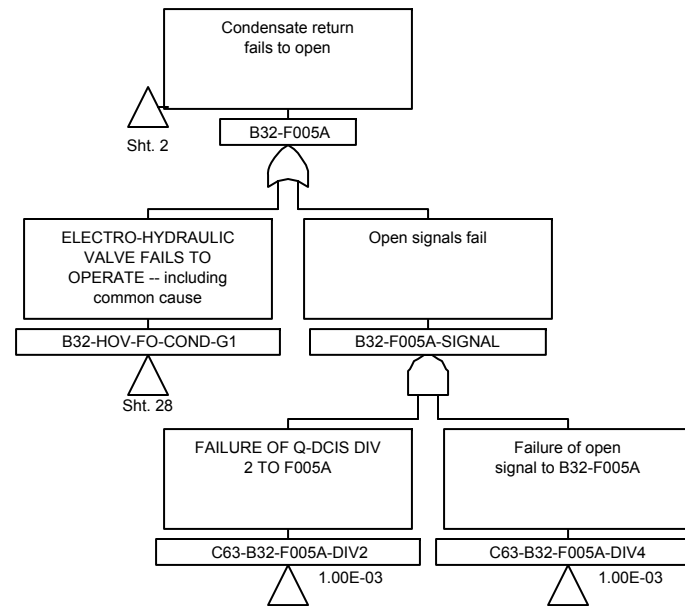 Condensate return
fails to open
Sht. 2
B32-F005A
ELECTRO-HYDRAULIC
VALVE FAILS TO
OPERATE -- including
common cause
Open signals fail
B32-HOV-FO-COND-G1
B32-F005A-SIGNAL
Sht. 28
FAILURE OF Q-DCIS DIV
2 TO F005A
Failure of open
signal to B32-F005A
C63-B32-F005A-DIV2
C63-B32-F005A-DIV4
1.00E-03
1.00E-03